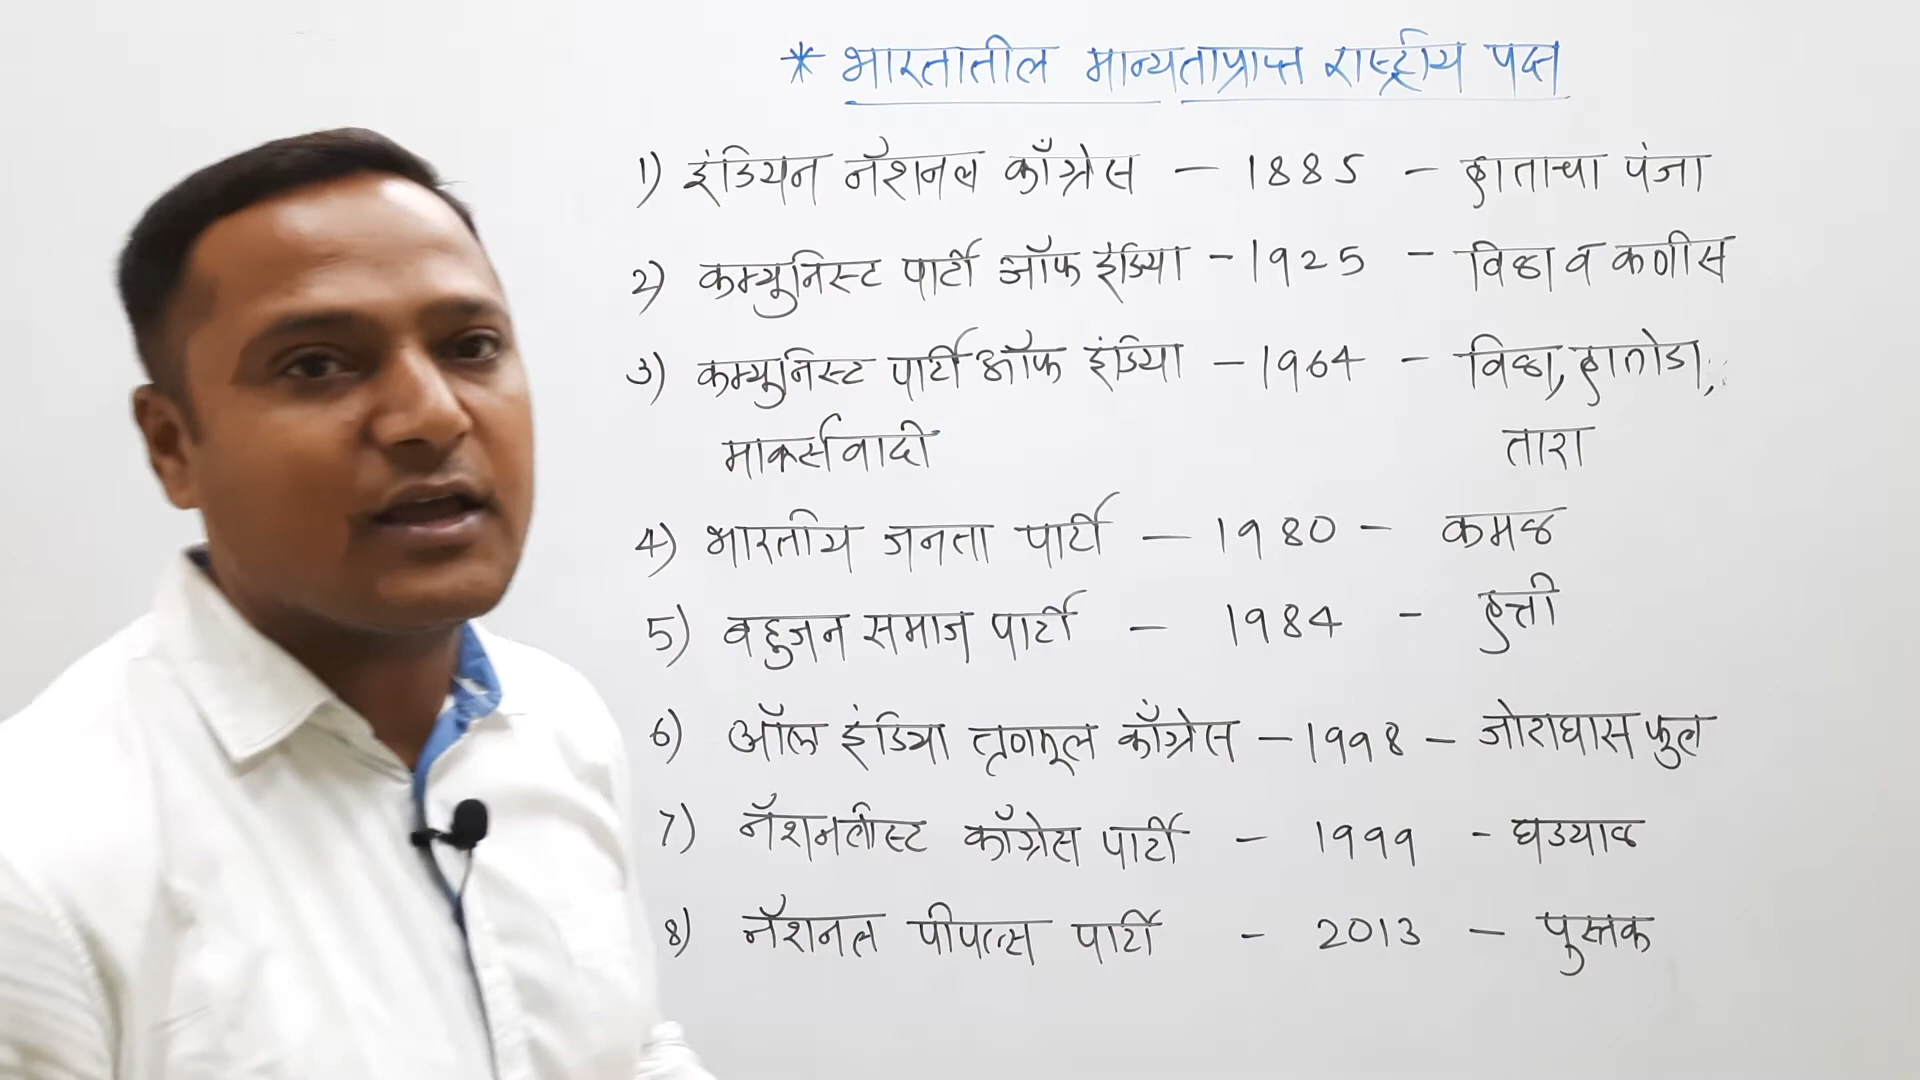 * भारतातील मान्यताप्राप्त राष्ट्रीय पक्ष
1) इंडियन नॅशनल काँग्रेस – 1885 – हाताचा पंजा
2) कम्युनिस्ट पार्टी ऑफ इंडिया – 1925 – विळा व कणीस
3) कम्युनिस्ट पार्टी ऑफ इंडिया – 1964 – विळा, हातोडा,
मार्क्सवादी तारा
4) भारतीय जनता पार्टी – 1980 – कमळ
5) बहुजन समाज पार्टी – 1984 – हत्ती
6) ऑल इंडिया तृणमूल काँग्रेस – 1998 – जोराघास फुल
7) नॅशनलीस्ट काँग्रेस पार्टी – 1999 – घड्याळ
8) नॅशनल पीपल्स पार्टी – 2013 – पुस्तक